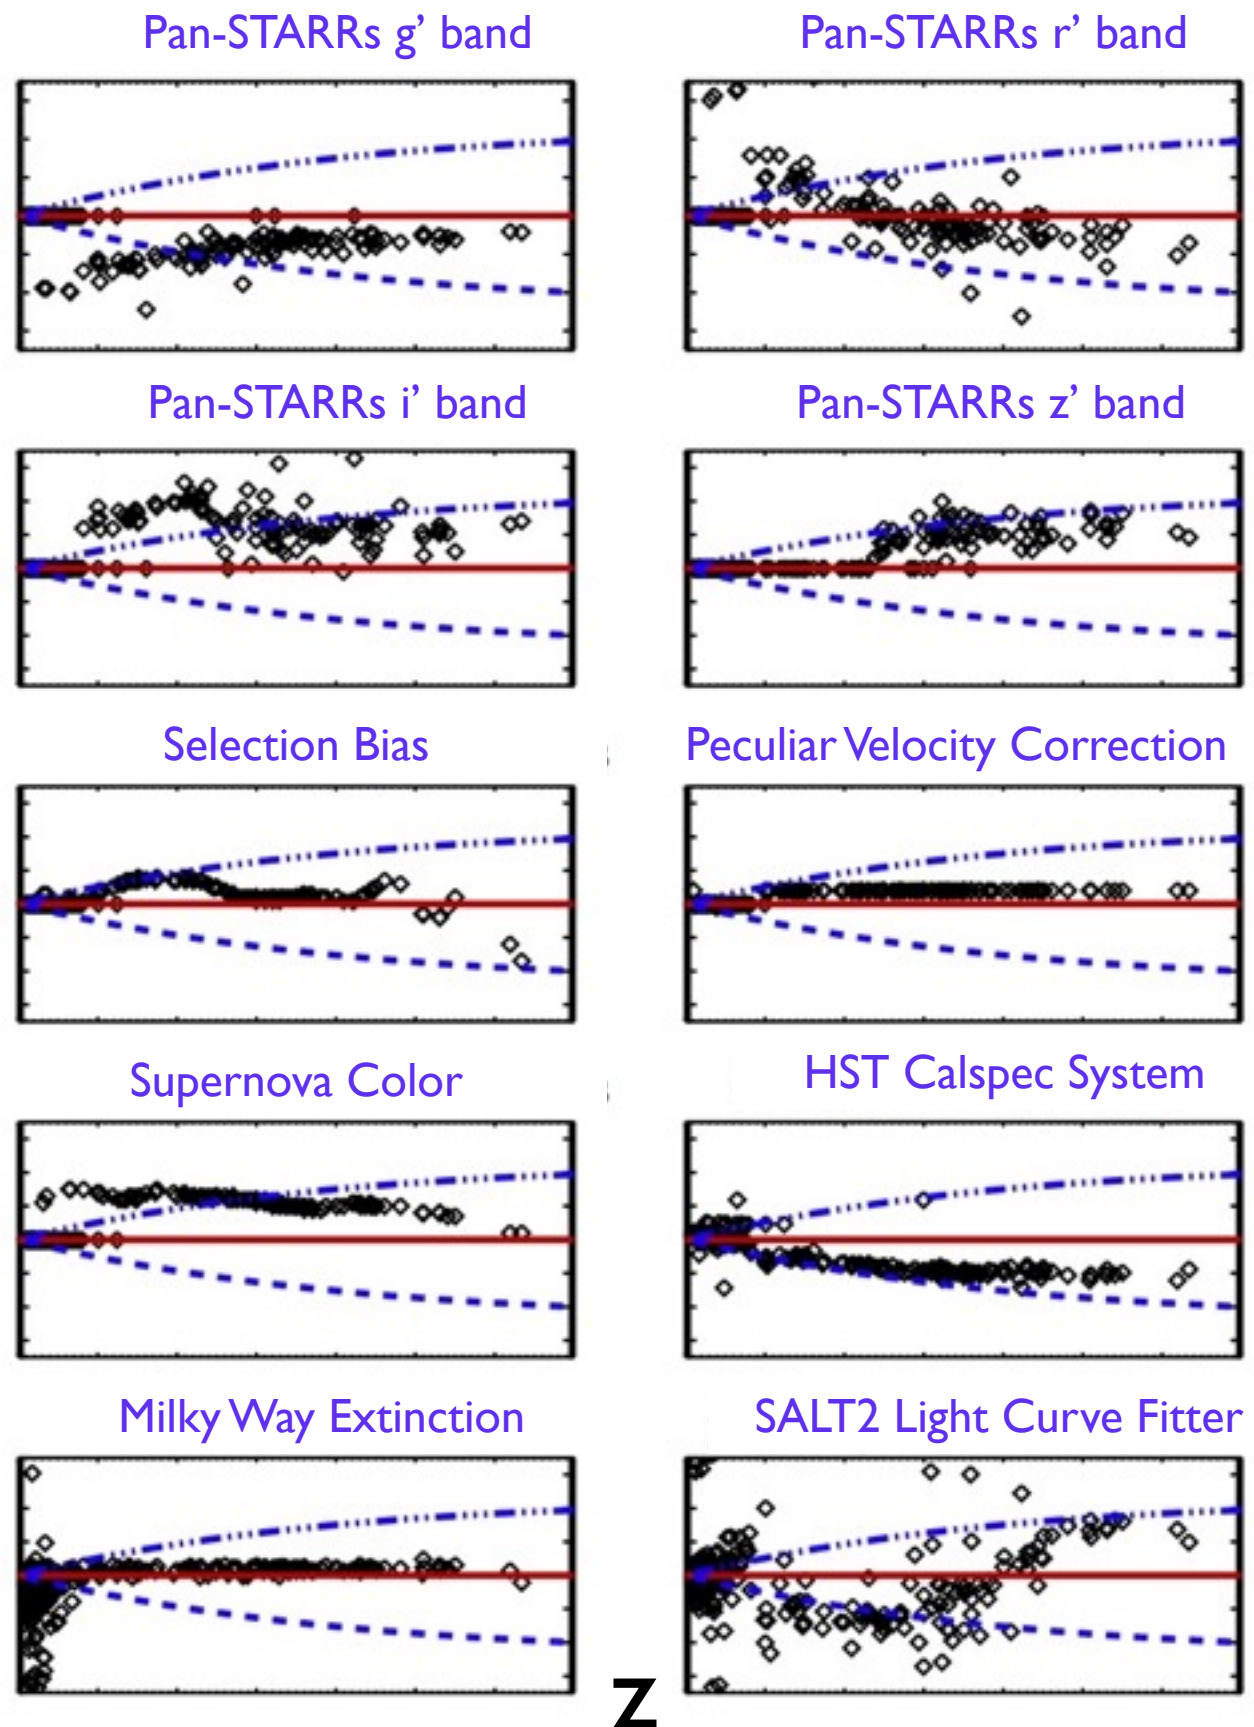 Pan-STARRs g’ band
Pan-STARRs r’ band
Pan-STARRs i’ band
Pan-STARRs z’ band
Selection Bias
Peculiar Velocity Correction
Supernova Color
HST Calspec System
Milky Way Extinction
SALT2 Light Curve Fitter
z